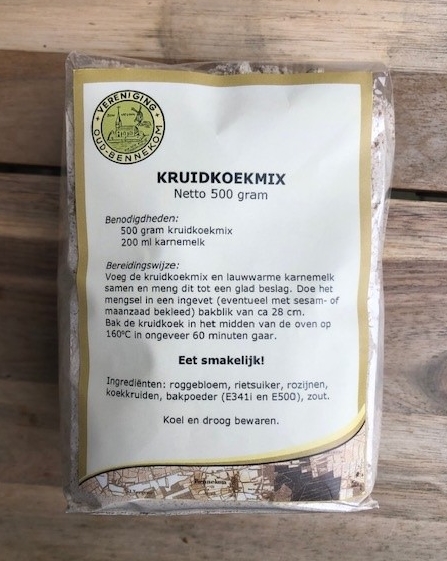 VERENIGING
OUD-BENNEKOM
KRUIDKOEKMIX
Netto 500 gram
Benodigdheden:
500 gram kruidkoekmix
200 ml karnemelk
Bereidingswijze:
Voeg de kruidkoekmix en lauwwarme karnemelk
samen en meng dit tot een glad beslag. Doe het
mengsel in een ingevet (eventueel met sesam- of
maanzaad bekleed) bakblik van ca 28 cm.
Bak de kruidkoek in het midden van de oven op
160°C in ongeveer 60 minuten gaar.
Eet smakelijk!
Ingrediënten: roggebloem, rietsuiker, rozijnen,
koekkruiden, bakpoeder (E341i en E500), zout.
Koel en droog bewaren.